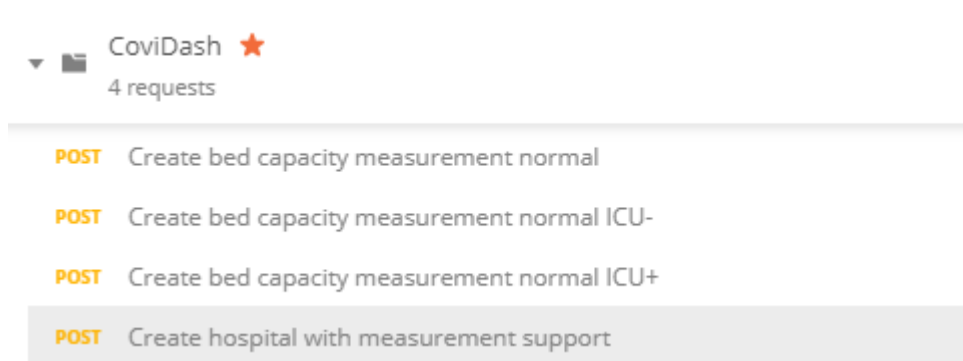 CoviDash
4 requests
POST Create bed capacity measurement normal
POST Create bed capacity measurement normal ICU-
POST Create bed capacity measurement normal ICU+
POST Create hospital with measurement support